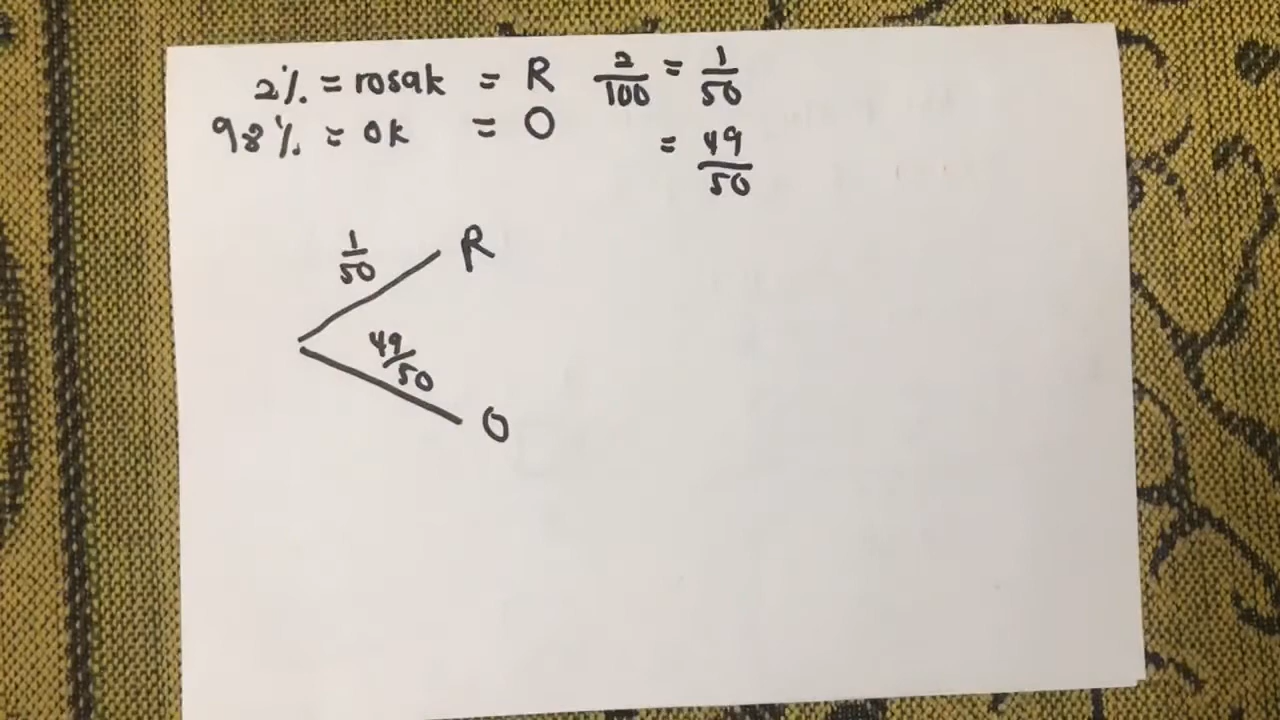 2% = rosak = R 2/100 = 1/50
98% = ok = O = 49/50
1/50 R
49/50 O